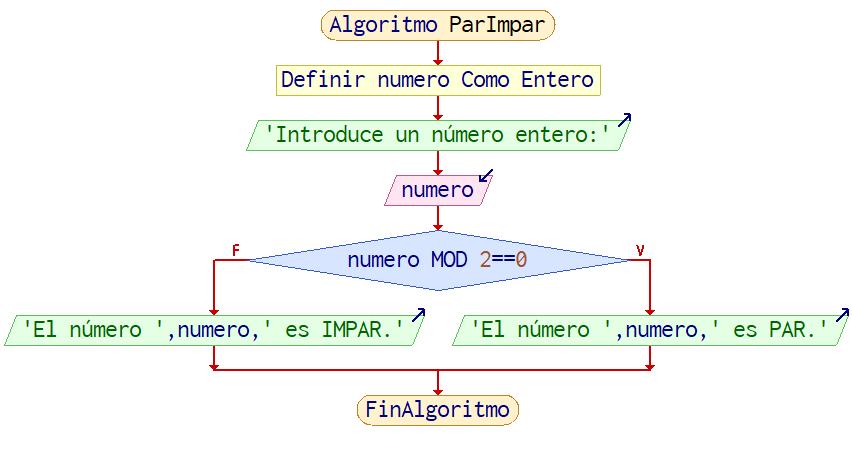 Algoritmo ParImpar
Definir numero Como Entero
'Introduce un número entero:'
numero
F
V
numero MOD 2==0
'El número ',numero,' es IMPAR.'
'El número ',numero,' es PAR.'
FinAlgoritmo